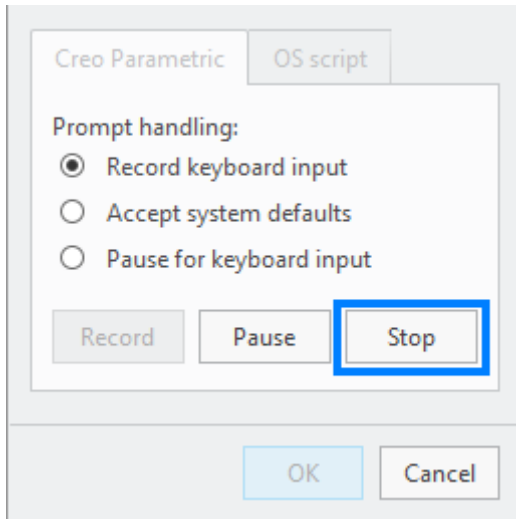 Creo Parametric OS script
Prompt handling:
Record keyboard input
Accept system defaults
Pause for keyboard input
Record Pause Stop
OK Cancel